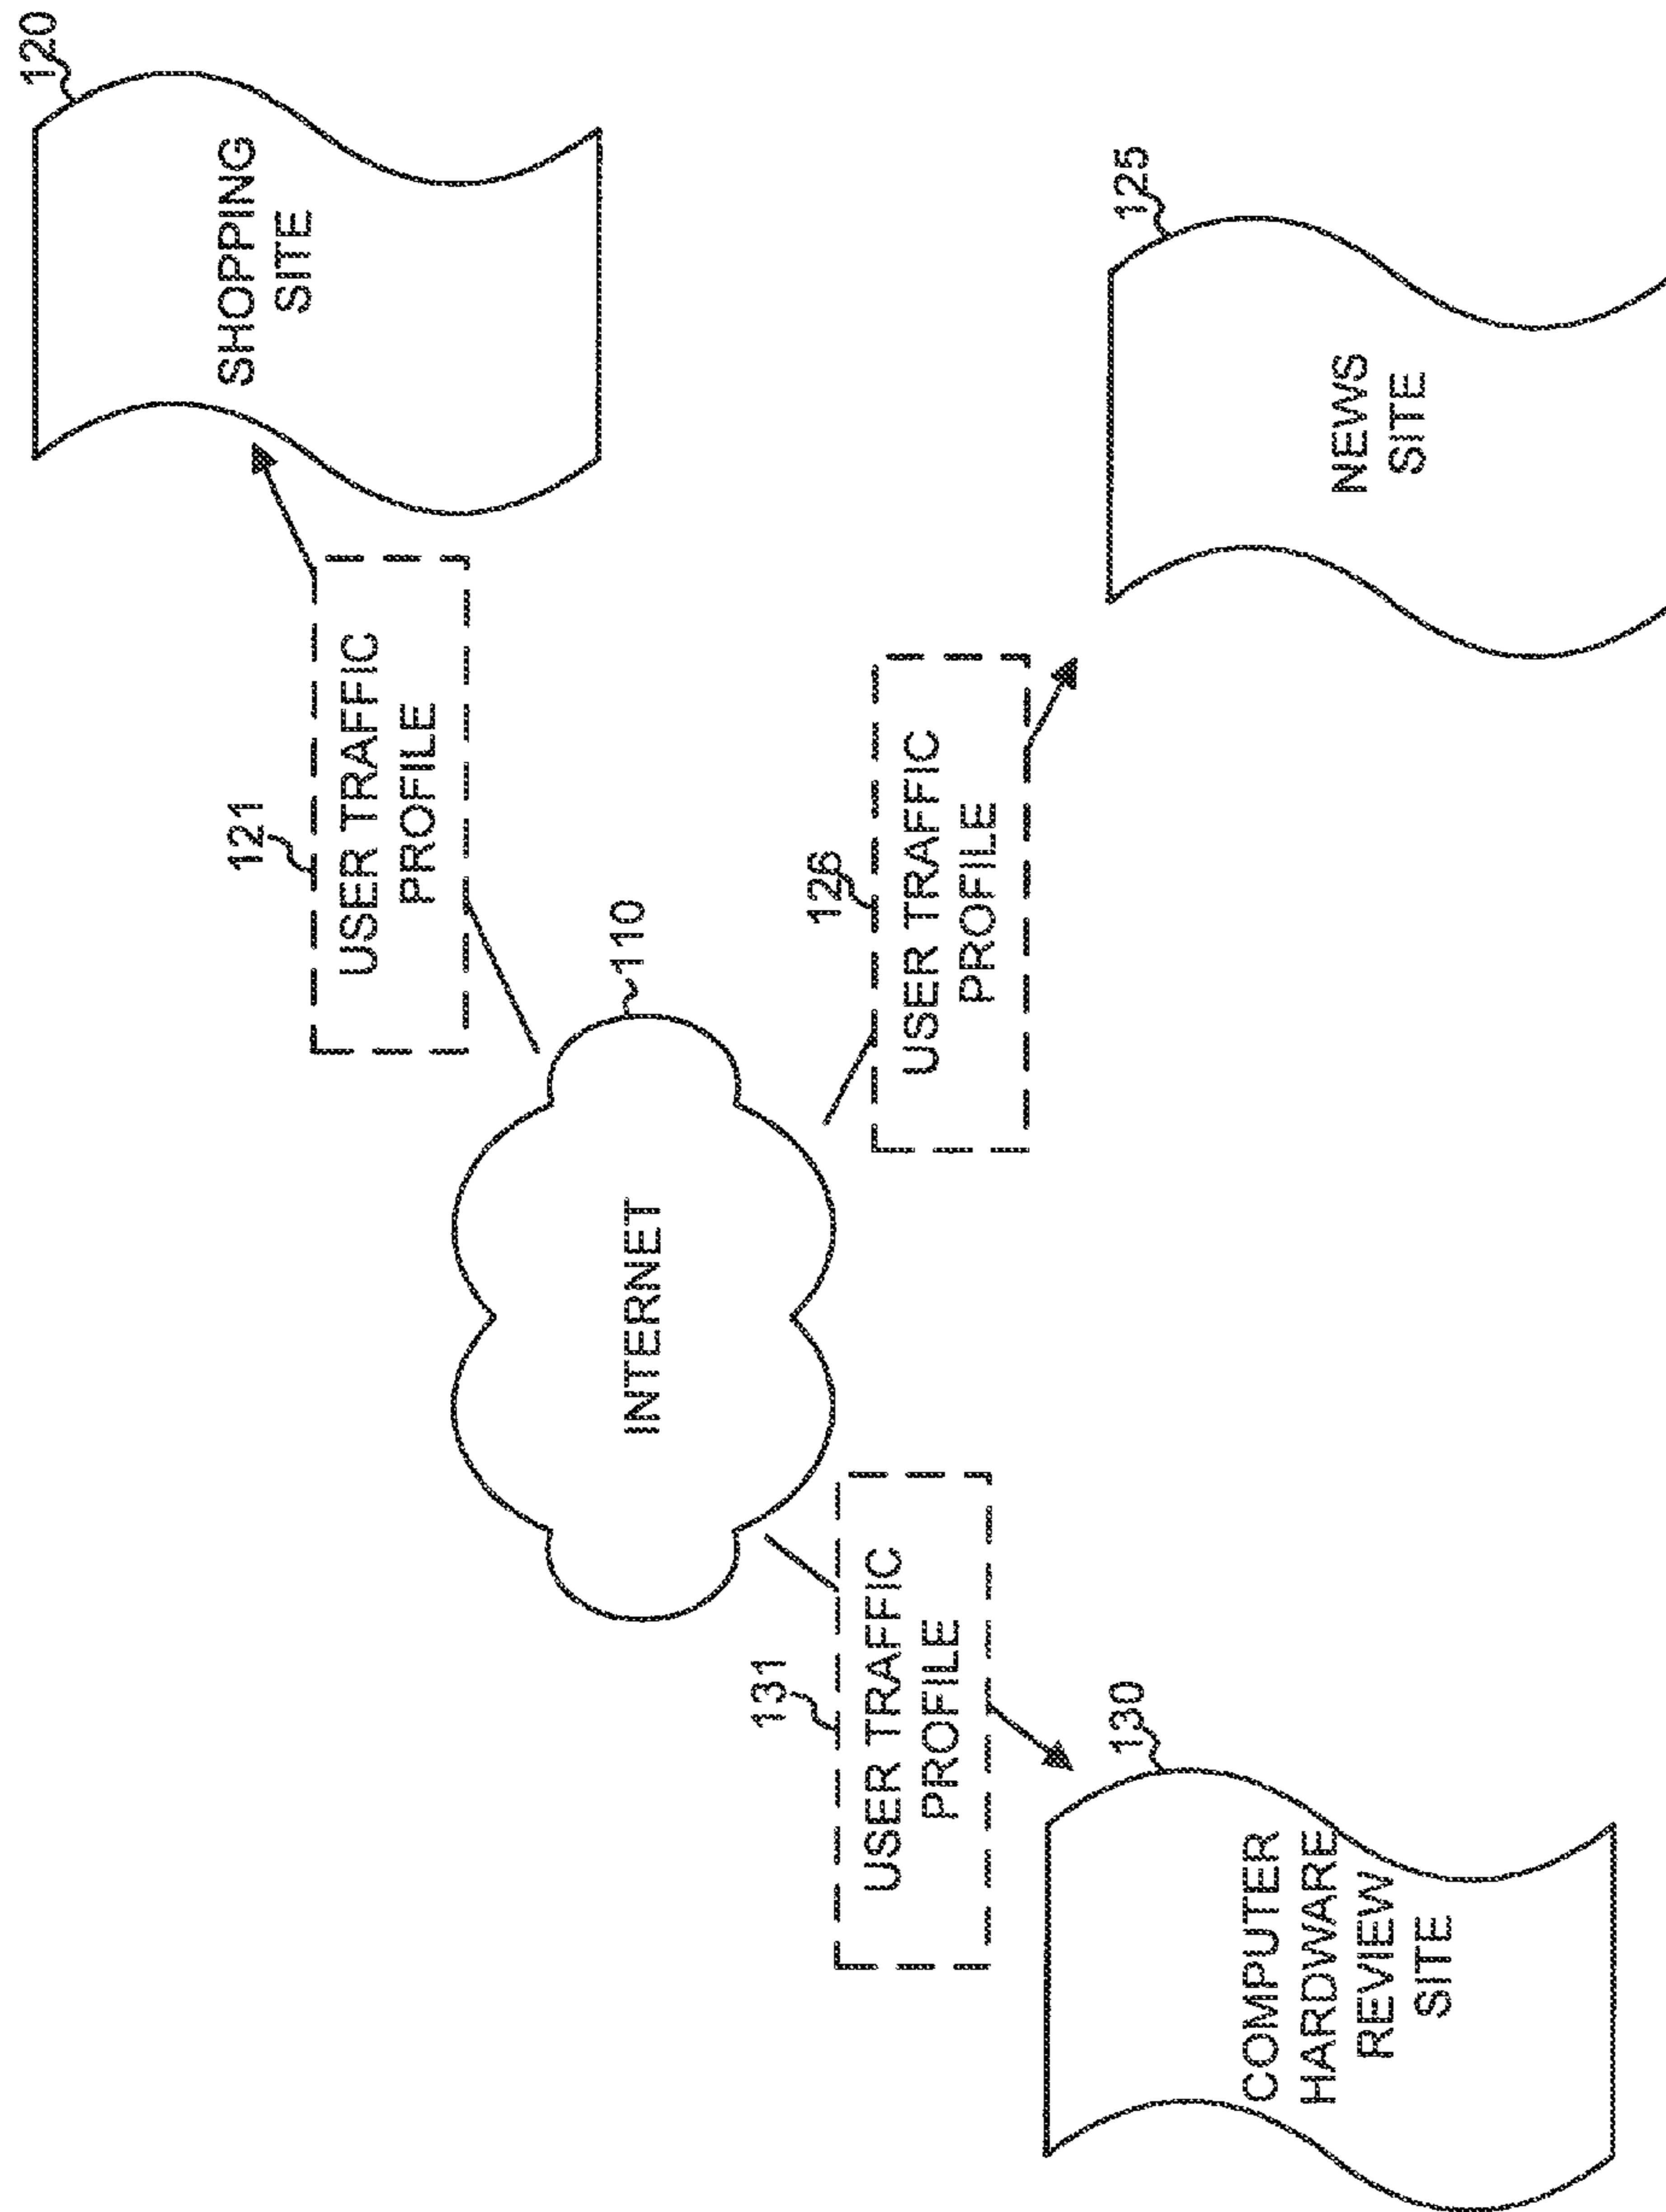 120
SHOPPING
SITE
121
USER TRAFFIC
PROFILE
110
INTERNET
125
NEWS
SITE
126
USER TRAFFIC
PROFILE
131
USER TRAFFIC
PROFILE
130
COMPUTER
HARDWARE
REVIEW
SITE